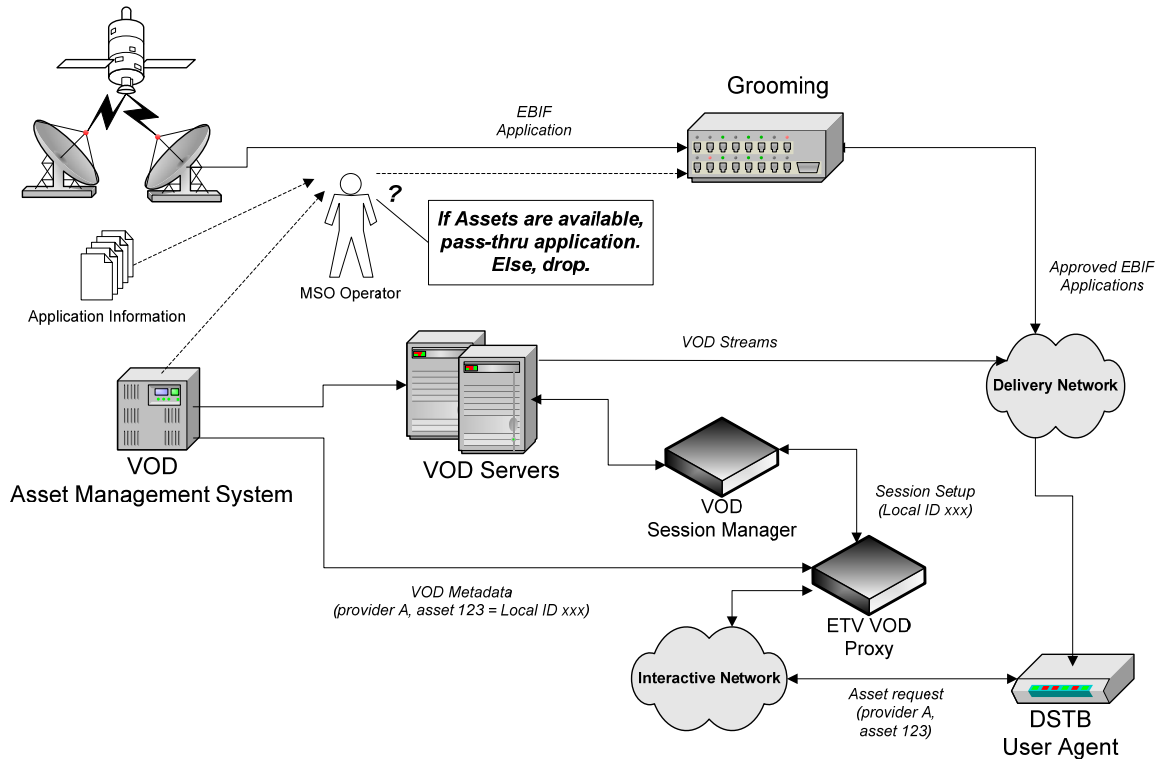 Grooming
EBIF
Application
?
If Assets are available,
pass-thru application.
Else, drop.
MSO Operator
Application Information
Approved EBIF
Applications
VOD Streams
Delivery Network
VOD
Asset Management System
VOD Servers
VOD
Session Manager
Session Setup
(Local ID xxx)
VOD Metadata
(provider A, asset 123 = Local ID xxx)
ETV VOD
Proxy
Interactive Network
Asset request
(provider A,
asset 123)
DSTB
User Agent